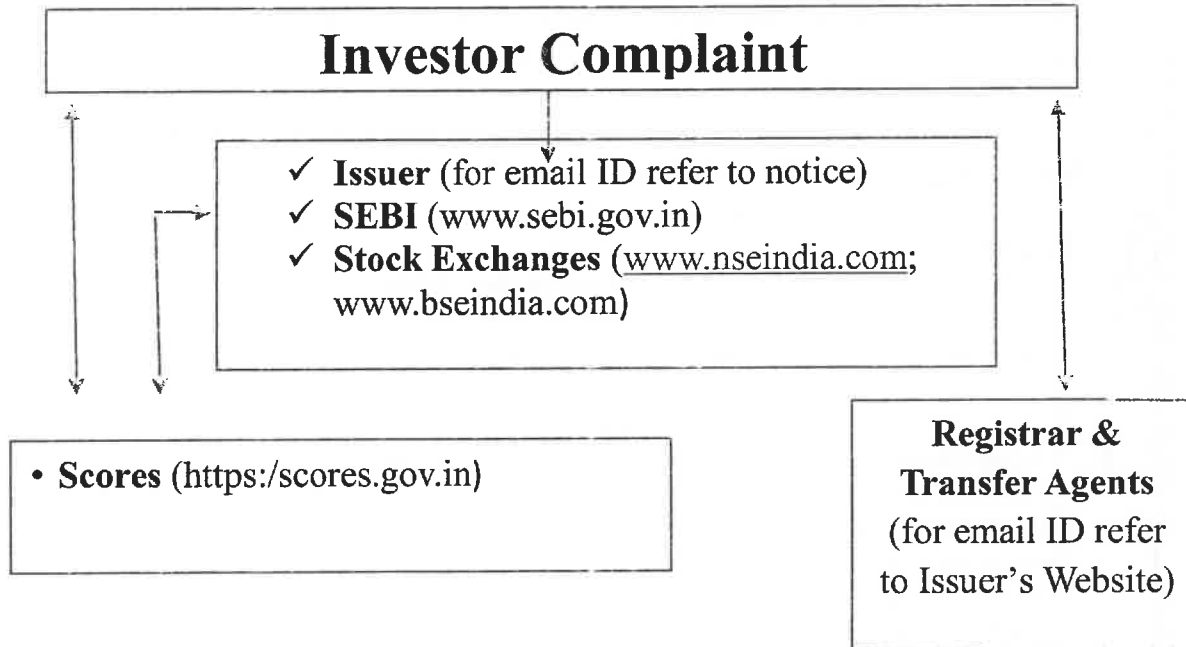 Investor Complaint
✓ Issuer (for email ID refer to notice)
✓ SEBI (www.sebi.gov.in)
✓ Stock Exchanges (www.nseindia.com;
www.bseindia.com)
• Scores (https:/scores.gov.in)
Registrar &
Transfer Agents
(for email ID refer
to Issuer's Website)